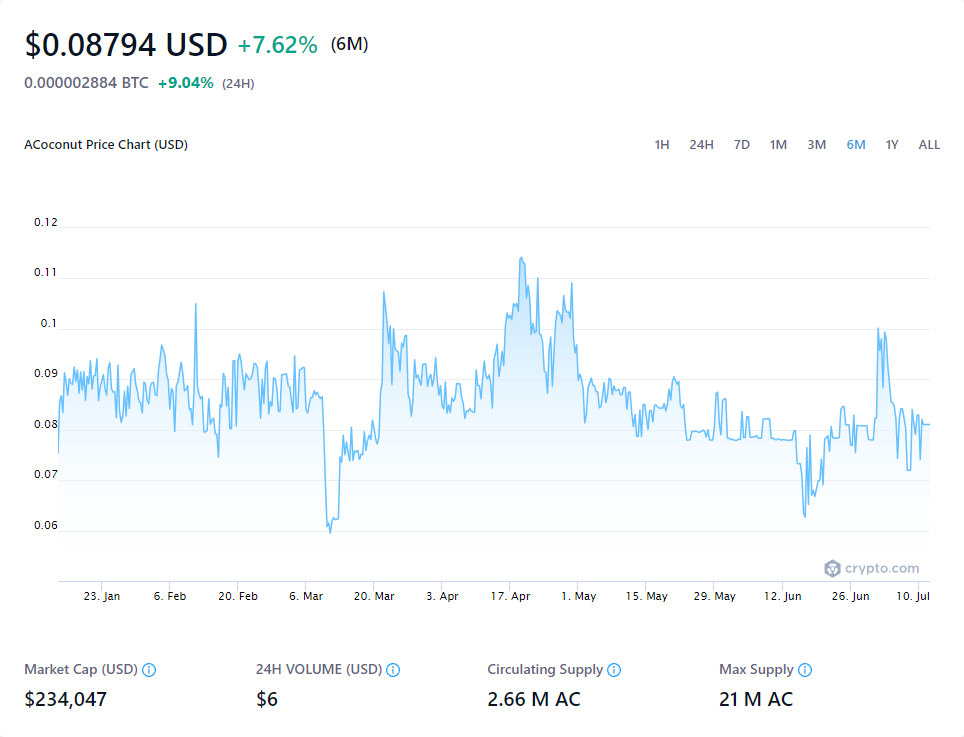 $0.08794 USD +7.62% (6M)
0.000002884 BTC +9.04% (24H)
ACoconut Price Chart (USD) 1H 24H 7D 1M 3M 6M 1Y ALL
0.12
0.11
0.1
0.09
0.08
0.07
0.06
crypto.com
23. Jan 6. Feb 20. Feb 6. Mar 20. Mar 3. Apr 17. Apr 1. May 15. May 29. May 12. Jun 26. Jun 10. Jul
Market Cap (USD) 24H VOLUME (USD) Circulating Supply Max Supply
$234,047 $6 2.66 M AC 21 M AC